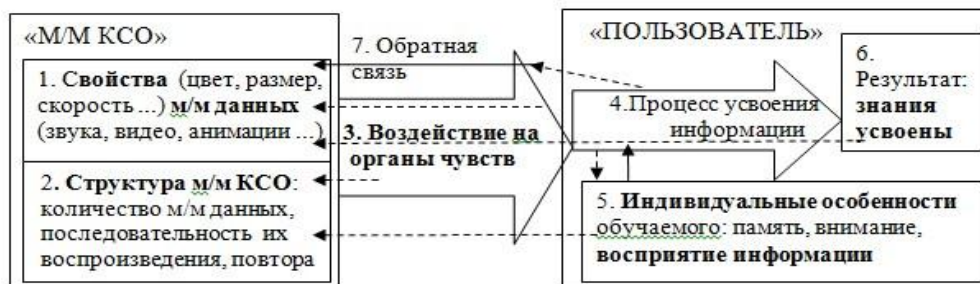 «М/М КСО»
1. Свойства (цвет, размер,
скорость ...) м/м данных
(звука, видео, анимации ...)
2. Структура м/м КСО:
количество м/м данных,
последовательность их
воспроизведения, повтора
7. Обратная
связь
3. Воздействие на
органы чувств
«ПОЛЬЗОВАТЕЛЬ»
4.Процесс усвоения
информации
6.
Результат:
знания
усвоены
5. Индивидуальные особенности
обучаемого: память, внимание,
восприятие информации